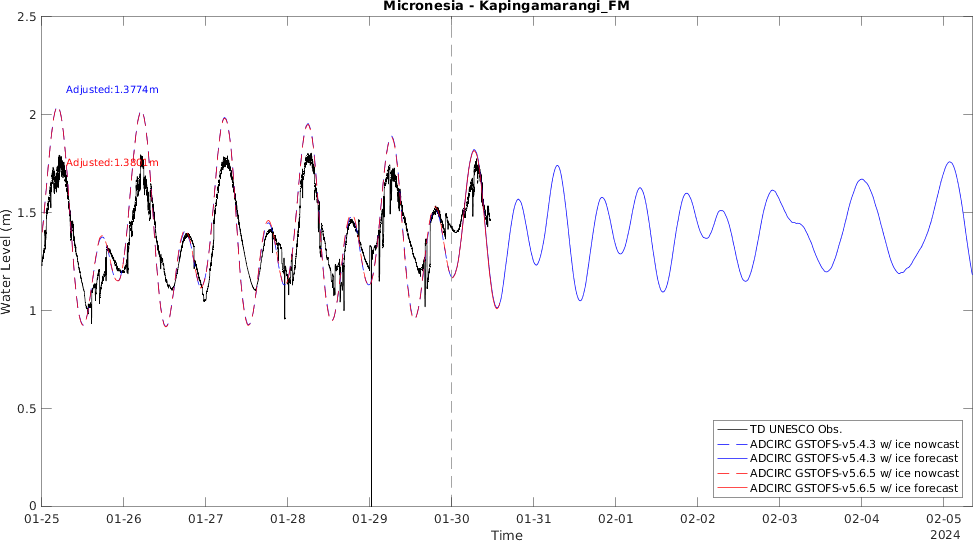 Micronesia - Kapingamarangi_FM
2.5
2
1.5
1
0.5
0
Water Level (m)
Adjusted:1.3774m
Adjusted:1.3801m
TD UNESCO Obs.
ADCIRC GSTOFS-v5.4.3 w/ ice nowcast
ADCIRC GSTOFS-v5.4.3 w/ ice forecast
ADCIRC GSTOFS-v5.6.5 w/ ice nowcast
ADCIRC GSTOFS-v5.6.5 w/ ice forecast
01-25 01-26 01-27 01-28 01-29 01-30 01-31 02-01 02-02 02-03 02-04 02-05
Time
2024